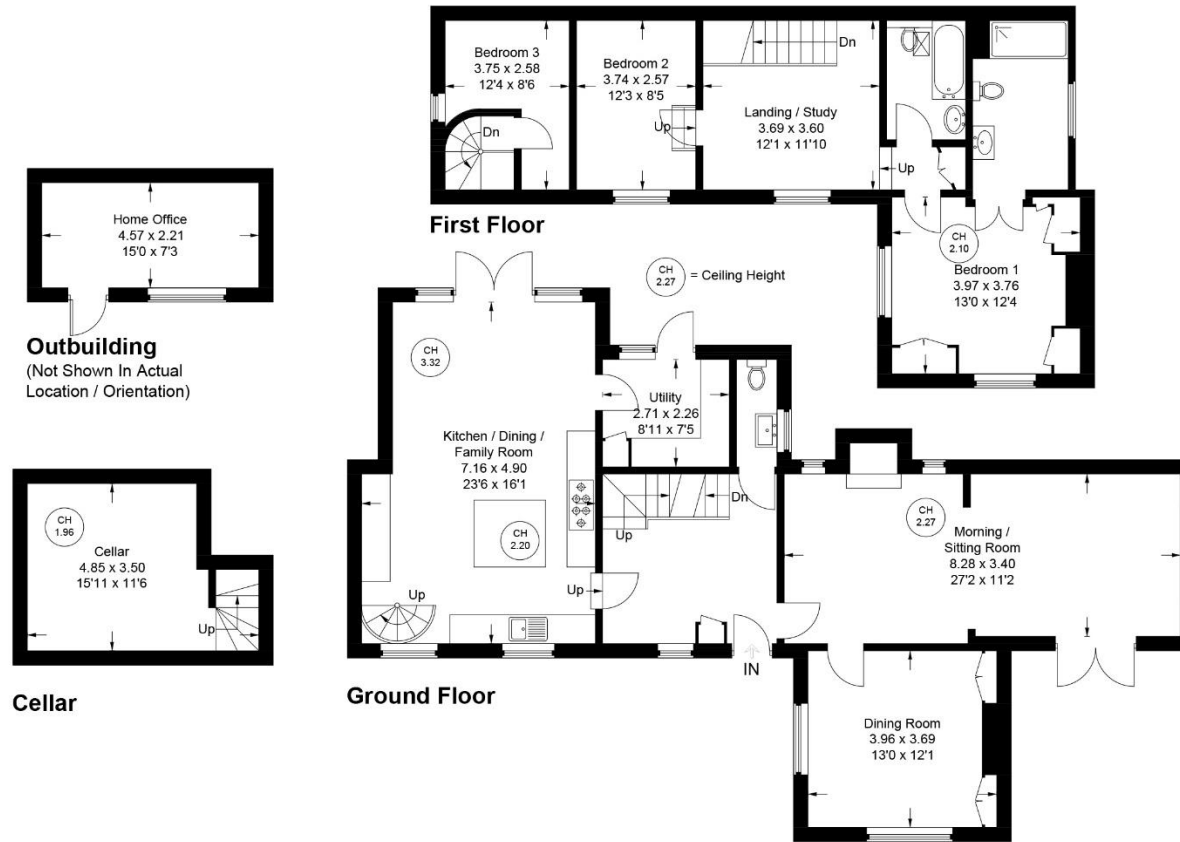 Bedroom 3
3.75 x 2.58
12'4 x 8'6
Dn
Bedroom 2
3.74 x 2.57
12'3 x 8'5
Up
Dn
Landing / Study
3.69 x 3.60
12'1 x 11'10
Up
First Floor
CH
2.10
Bedroom 1
3.97 x 3.76
13'0 x 12'4
Home Office
4.57 x 2.21
15'0 x 7'3
Outbuilding
(Not Shown In Actual
Location / Orientation)
CH
2.27
= Ceiling Height
CH
3.32
Utility
2.71 x 2.26
8'11 x 7'5
Kitchen / Dining /
Family Room
7.16 x 4.90
23'6 x 16'1
CH
2.20
Up
Up
Dn
Up
IN
CH
2.27
Morning /
Sitting Room
8.28 x 3.40
27'2 x 11'2
Dining Room
3.96 x 3.69
13'0 x 12'1
Ground Floor
CH
1.96
Cellar
4.85 x 3.50
15'11 x 11'6
Up
Cellar